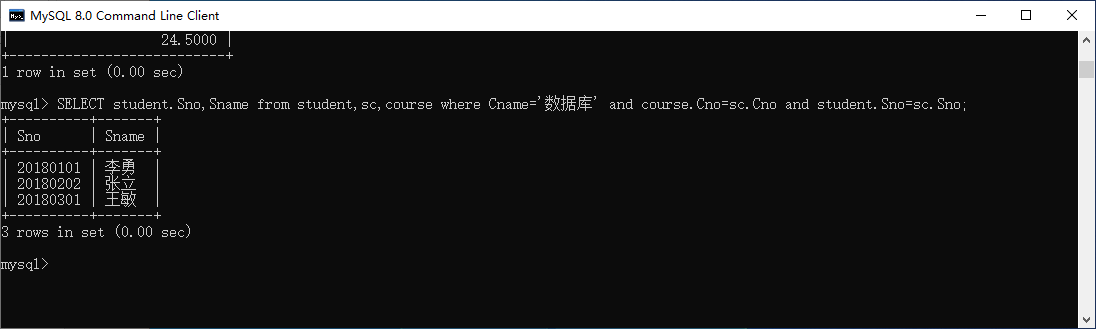 MySQL 8.0 Command Line Client
|                   24.5000 |
+---------------------------+
1 row in set (0.00 sec)
mysql> SELECT student.Sno,Sname from student,sc,course where Cname='数据库' and course.Cno=sc.Cno and student.Sno=sc.Sno;
+----------+-------+
| Sno      | Sname |
+----------+-------+
| 20180101 | 李勇  |
| 20180202 | 张立  |
| 20180301 | 王敏  |
+----------+-------+
3 rows in set (0.00 sec)
mysql>